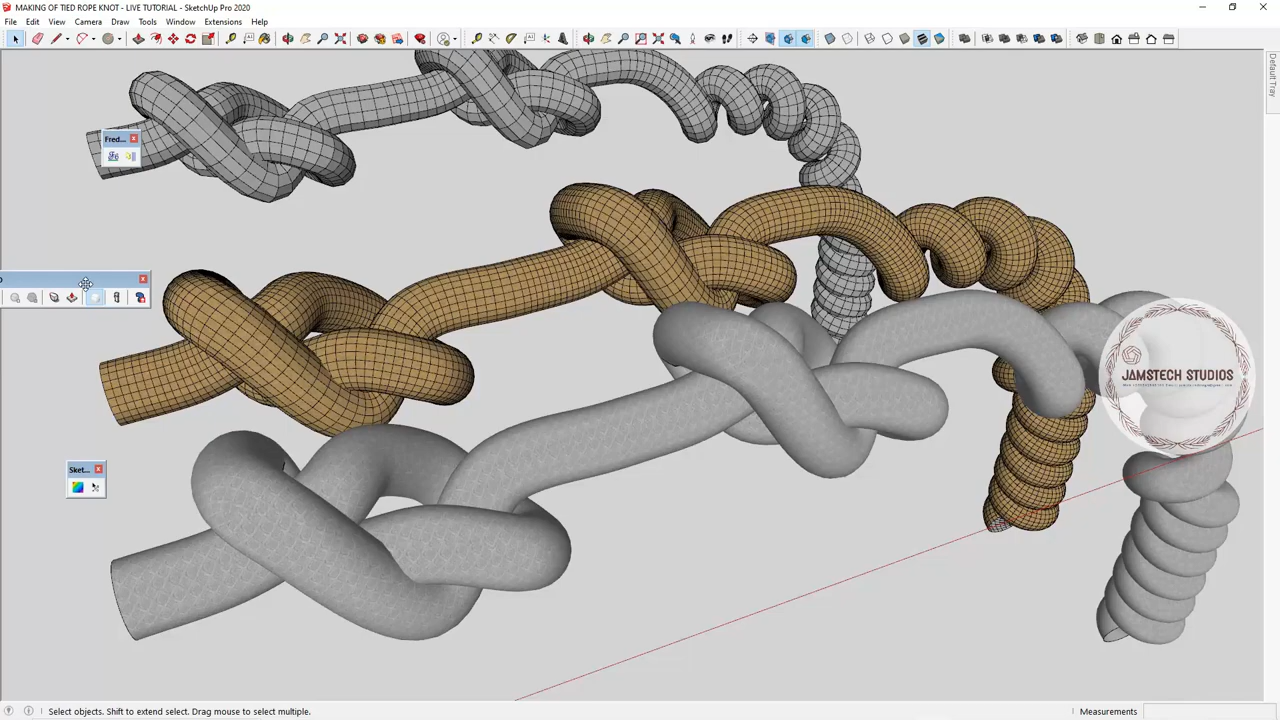 MAKING OF TIED ROPE KNOT - LIVE TUTORIAL - SketchUp Pro 2020
File Edit View Camera Draw Tools Window Extensions Help
Default Tray
Fred...
Sket...
JAMSTECH STUDIOS
Select objects. Shift to extend select. Drag mouse to select multiple.
Measurements